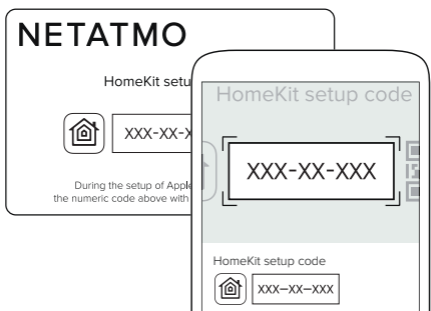 NETATMO
HomeKit setu
XXX-XX-X
During the setup of Apple
the numeric code above with
HomeKit setup code
XXX-XX-XXX
HomeKit setup code
XXX–XX–XXX